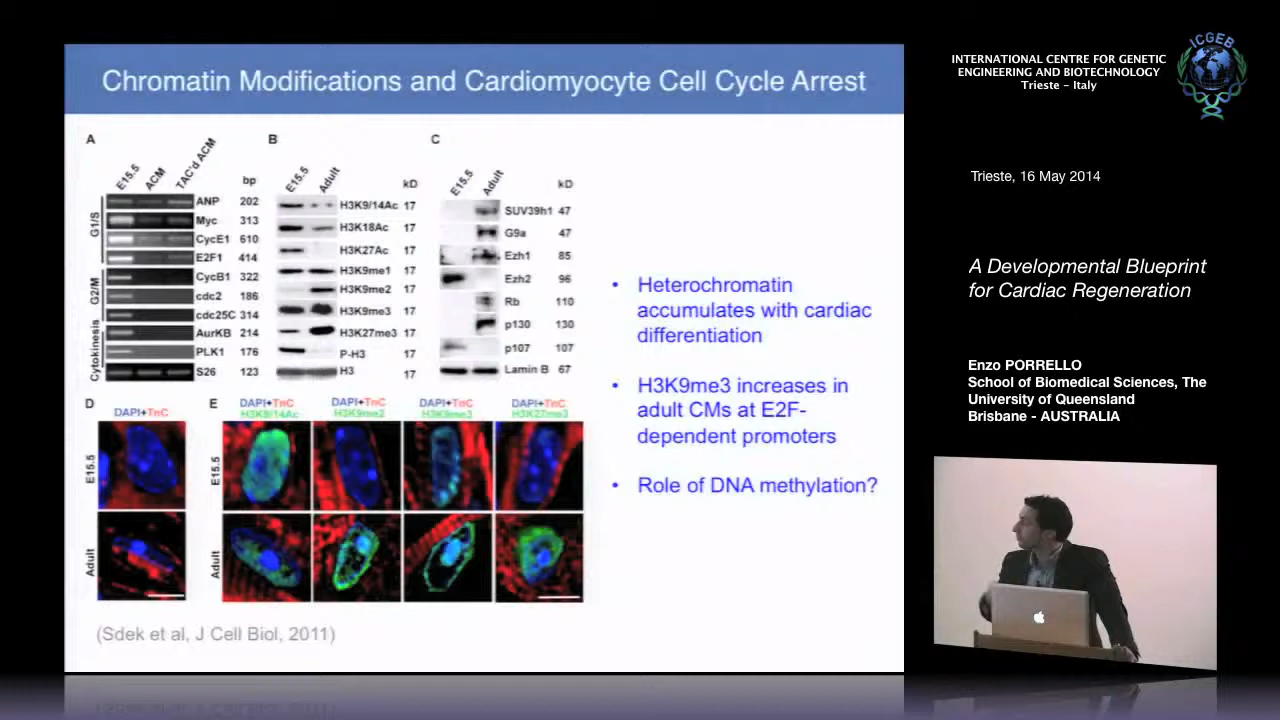 Chromatin Modifications and Cardiomyocyte Cell Cycle Arrest
A
E15.5
ACM
TAC'd ACM
bp
G1/S
G2/M
Cytokinesis
ANP 202
Myc 313
CycE1 610
E2F1 414
CycB1 322
cdc2 186
cdc25C 314
AurKB 214
PLK1 176
S26 123
B
E15.5
Adult
kD
H3K9/14Ac 17
H3K18Ac 17
H3K27Ac 17
H3K9me1 17
H3K9me2 17
H3K9me3 17
H3K27me3 17
P-H3 17
H3 17
C
E15.5
Adult
kD
SUV39h1 47
G9a 47
Ezh1 85
Ezh2 96
Rb 110
p130 130
p107 107
Lamin B 67
D
DAPI+TnC
E15.5
Adult
E
DAPI+TnC
H3K9/14Ac
DAPI+TnC
H3K9me2
DAPI+TnC
H3K9me3
DAPI+TnC
H3K27me3
E15.5
Adult
(Sdek et al, J Cell Biol, 2011)
• Heterochromatin
accumulates with cardiac
differentiation
• H3K9me3 increases in
adult CMs at E2F-
dependent promoters
• Role of DNA methylation?
INTERNATIONAL CENTRE FOR GENETIC
ENGINEERING AND BIOTECHNOLOGY
Trieste - Italy
ICGEB
Trieste, 16 May 2014
A Developmental Blueprint
for Cardiac Regeneration
Enzo PORRELLO
School of Biomedical Sciences, The
University of Queensland
Brisbane - AUSTRALIA